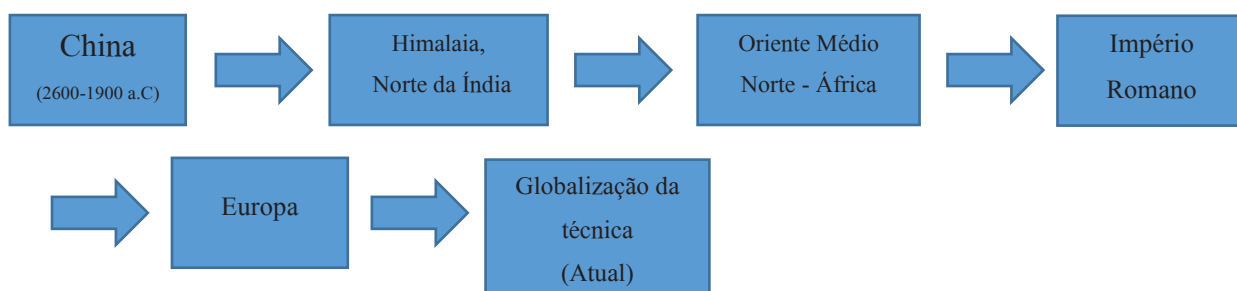 China
(2600-1900 a.C)
Himalaia,
Norte da Índia
Oriente Médio
Norte - África
Império
Romano
Europa
Globalização da
técnica
(Atual)